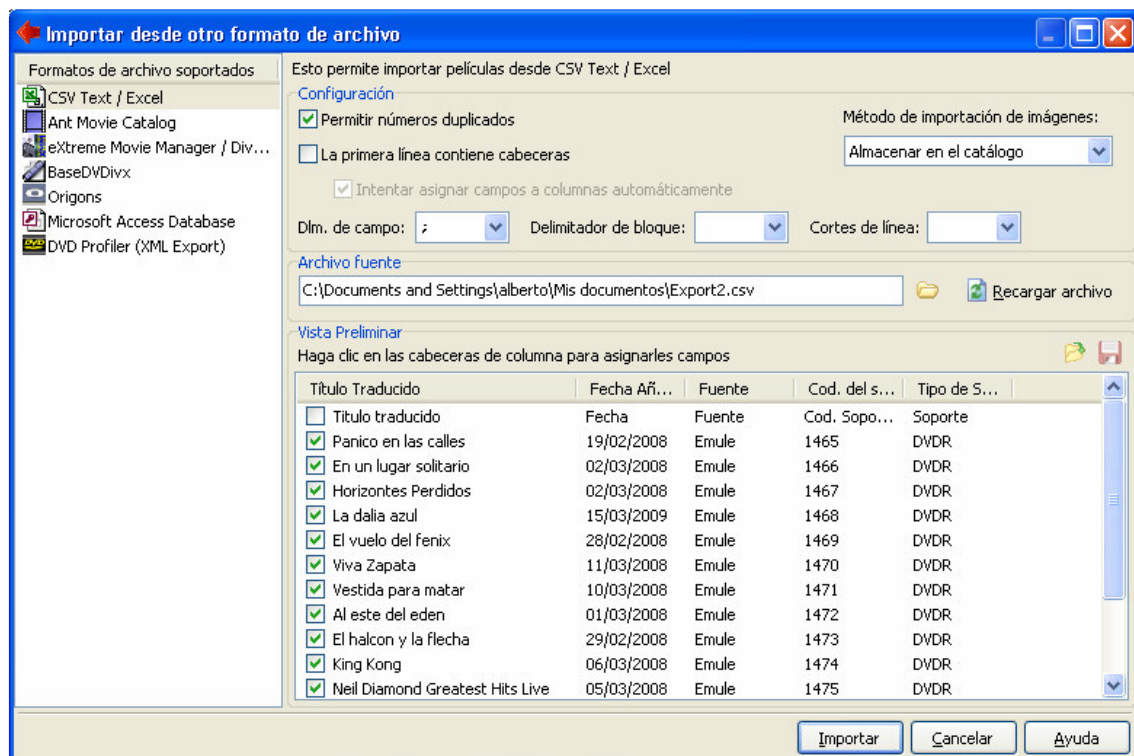 Importar desde otro formato de archivo
Formatos de archivo soportados
CSV Text / Excel
Ant Movie Catalog
eXtreme Movie Manager / Div...
BaseDVDivx
Origons
Microsoft Access Database
DVD Profiler (XML Export)
Esto permite importar películas desde CSV Text / Excel
Configuración
Permitir números duplicados
Método de importación de imágenes:
La primera línea contiene cabeceras
Almacenar en el catálogo
Intentar asignar campos a columnas automáticamente
Dlm. de campo: ; Delimitador de bloque: Cortes de línea:
Archivo fuente
C:\Documents and Settings\alberto\Mis documentos\Export2.csv Recargar archivo
Vista Preliminar
Haga clic en las cabeceras de columna para asignarles campos
Título Traducido Fecha Añ... Fuente Cod. del s... Tipo de S...
Titulo traducido Fecha Fuente Cod. Sopo... Soporte
Panico en las calles 19/02/2008 Emule 1465 DVDR
En un lugar solitario 02/03/2008 Emule 1466 DVDR
Horizontes Perdidos 02/03/2008 Emule 1467 DVDR
La dalia azul 15/03/2009 Emule 1468 DVDR
El vuelo del fenix 28/02/2008 Emule 1469 DVDR
Viva Zapata 11/03/2008 Emule 1470 DVDR
Vestida para matar 10/03/2008 Emule 1471 DVDR
Al este del eden 01/03/2008 Emule 1472 DVDR
El halcon y la flecha 29/02/2008 Emule 1473 DVDR
King Kong 06/03/2008 Emule 1474 DVDR
Neil Diamond Greatest Hits Live 05/03/2008 Emule 1475 DVDR
Importar Cancelar Ayuda